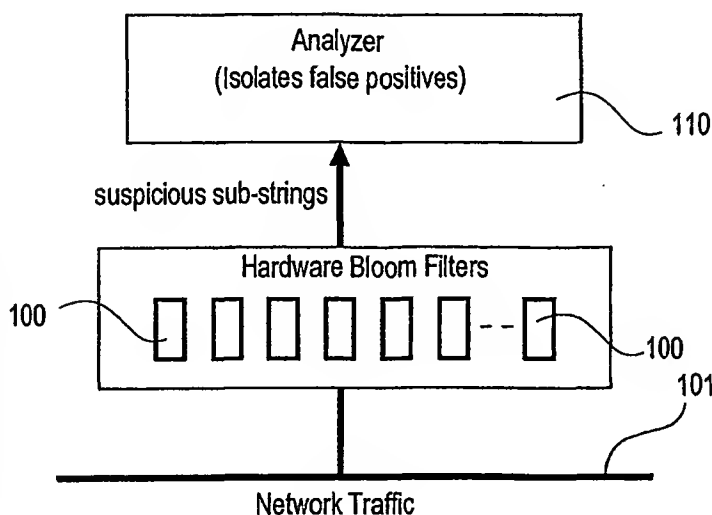 Analyzer
(Isolates false positives)
110
suspicious sub-strings
Hardware Bloom Filters
100
100
101
Network Traffic